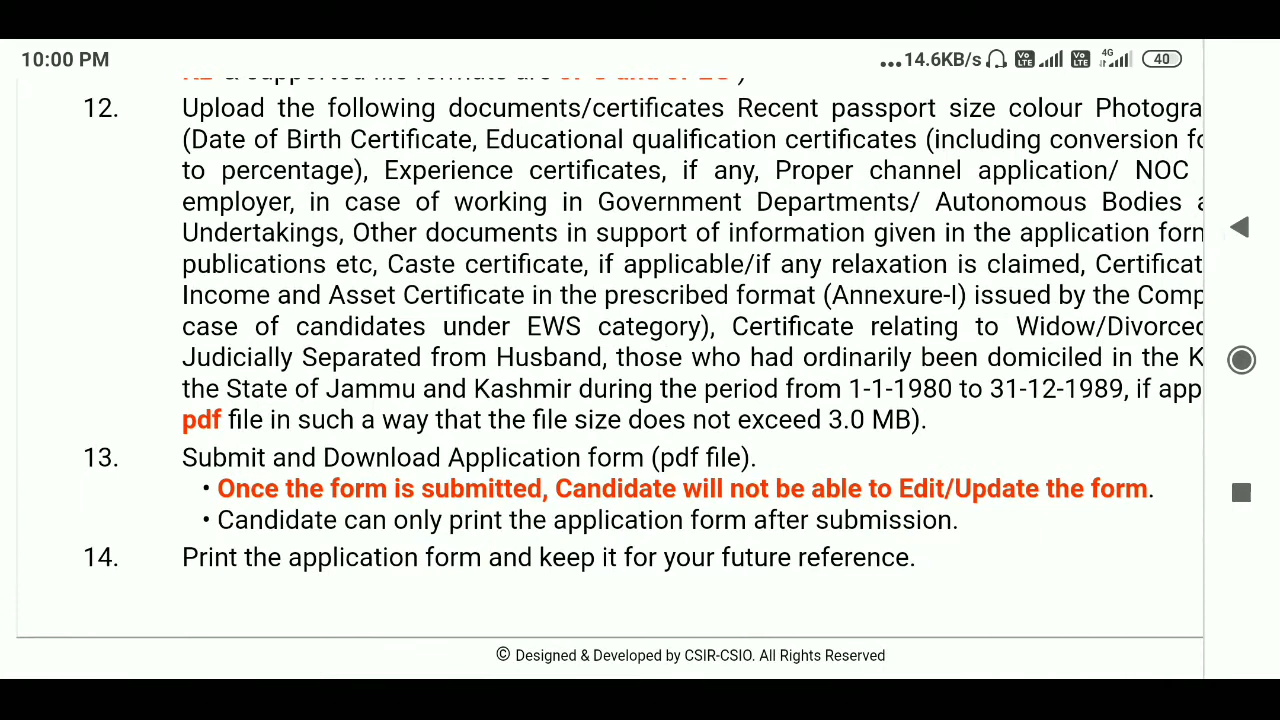 10:00 PM ...14.6KB/s Vo LTE Vo LTE 4G 40
& supported file formats are
12. Upload the following documents/certificates Recent passport size colour
(Date of Birth Certificate, Educational qualification certificates (including conversion
to percentage), Experience certificates, if any, Proper channel application/ NOC
employer, in case of working in Government Departments/ Autonomous Bodies
Undertakings, Other documents in support of information given in the application
publications etc, Caste certificate, if applicable/if any relaxation is claimed,
Income and Asset Certificate in the prescribed format (Annexure-I) issued by the
case of candidates under EWS category), Certificate relating to
Judicially Separated from Husband, those who had ordinarily been domiciled in the
the State of Jammu and Kashmir during the period from 1-1-1980 to 31-12-1989, if
pdf file in such a way that the file size does not exceed 3.0 MB).
13. Submit and Download Application form (pdf file).
• Once the form is submitted, Candidate will not be able to Edit/Update the form.
• Candidate can only print the application form after submission.
14. Print the application form and keep it for your future reference.
© Designed & Developed by CSIR-CSIO. All Rights Reserved